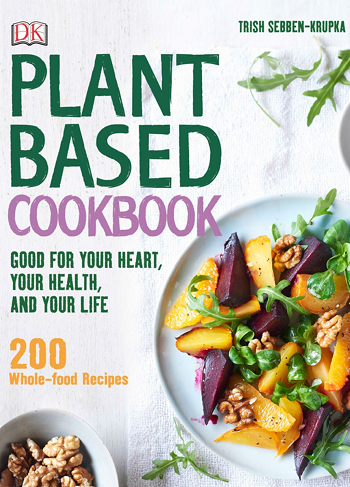 DK
TRISH SEBBEN-KRUPKA
PLANT
BASED
COOKBOOK
GOOD FOR YOUR HEART,
YOUR HEALTH,
AND YOUR LIFE
200
Whole-food Recipes